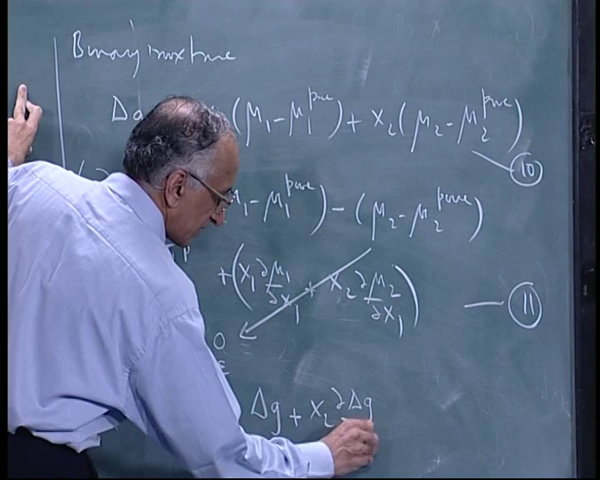 Binary mixture
Δg (μ₁ - μ₁^pure) + x₂(μ₂ - μ₂^pure)
10
μ₁ - μ₁^pure) - (μ₂ - μ₂^pure)
+ (x₁ ∂μ₁/∂x₁ + x₂ ∂μ₂/∂x₁)
11
0
Δg + x₂ ∂Δg